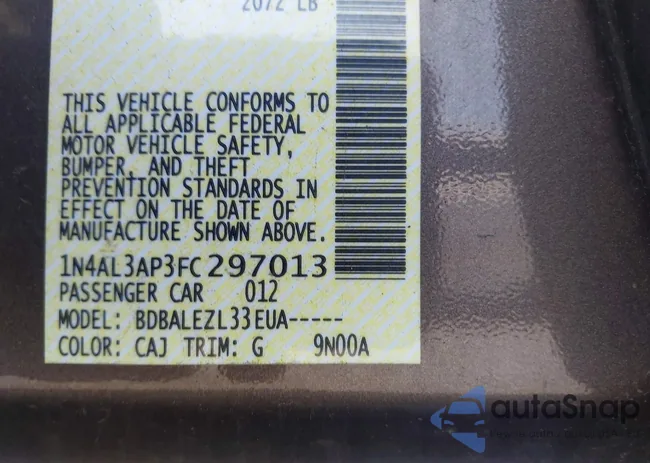 2072 LB
THIS VEHICLE CONFORMS TO
ALL APPLICABLE FEDERAL
MOTOR VEHICLE SAFETY,
BUMPER, AND THEFT
PREVENTION STANDARDS IN
EFFECT ON THE DATE OF
MANUFACTURE SHOWN ABOVE.
1N4AL3AP3FC297013
PASSENGER CAR 012
MODEL: BDBALEZL33EUA-----
COLOR: CAJ TRIM: G 9N00A
autoSnap